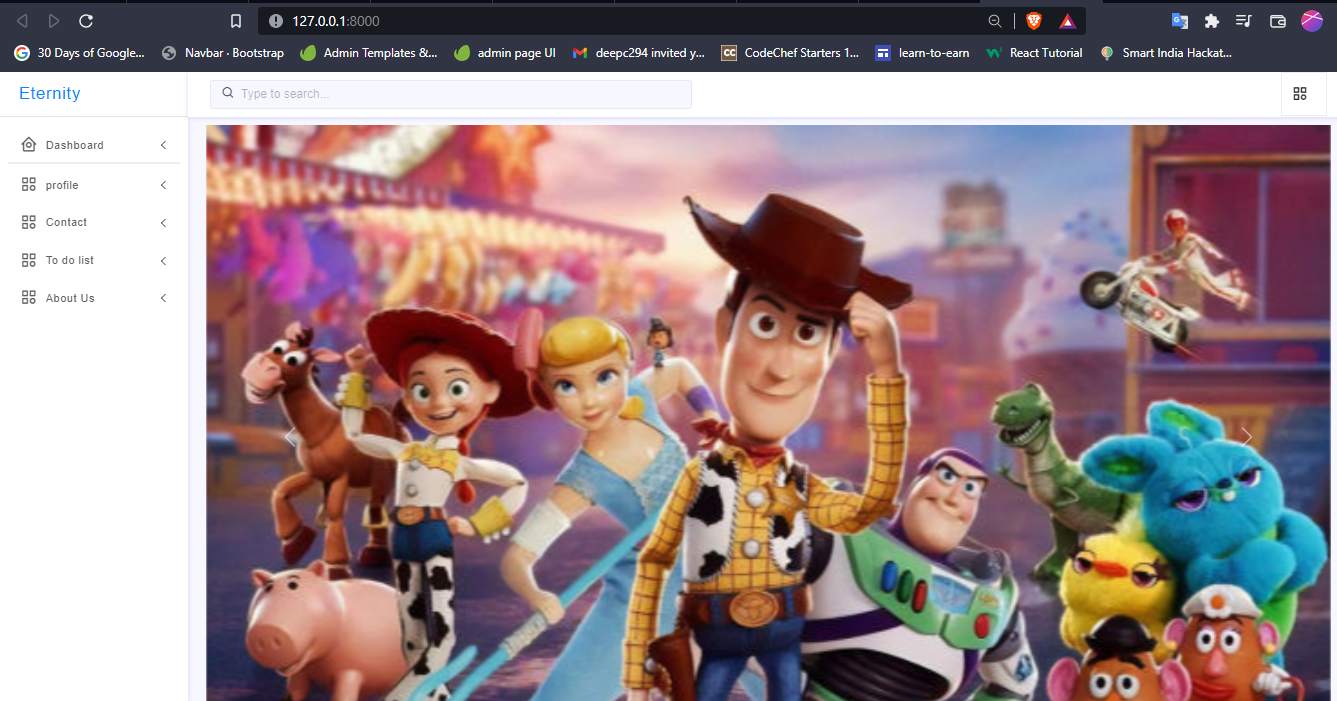 127.0.0.1:8000
30 Days of Google...
Navbar · Bootstrap
Admin Templates &...
admin page UI
deepc294 invited y...
CC
CodeChef Starters 1...
learn-to-earn
React Tutorial
Smart India Hackat...
Eternity
Type to search...
Dashboard
profile
Contact
To do list
About Us